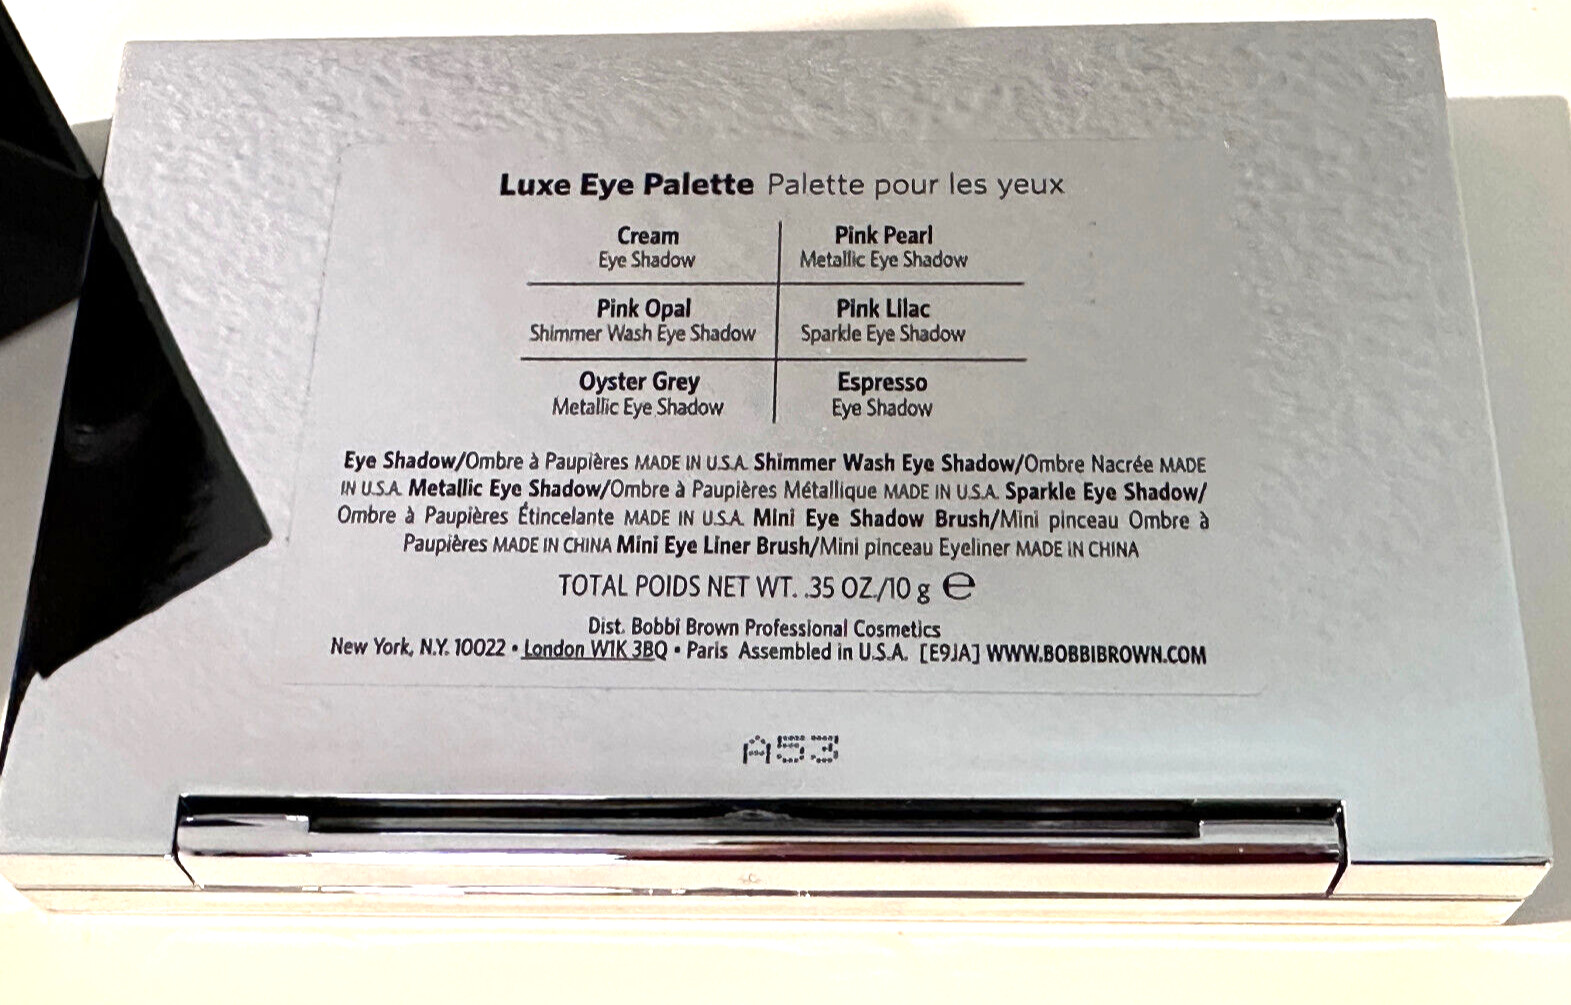 Luxe Eye Palette Palette pour les yeux
Cream Pink Pearl
Eye Shadow Metallic Eye Shadow
Pink Opal Pink Lilac
Shimmer Wash Eye Shadow Sparkle Eye Shadow
Oyster Grey Espresso
Metallic Eye Shadow Eye Shadow
Eye Shadow/Ombre à Paupières MADE IN U.S.A. Shimmer Wash Eye Shadow/Ombre Nacrée MADE
IN U.S.A. Metallic Eye Shadow/Ombre à Paupières Métallique MADE IN U.S.A. Sparkle Eye Shadow/
Ombre à Paupières Étincelante MADE IN U.S.A. Mini Eye Shadow Brush/Mini pinceau Ombre à
Paupières MADE IN CHINA Mini Eye Liner Brush/Mini pinceau Eyeliner MADE IN CHINA
TOTAL POIDS NET WT. .35 OZ./10 g ℮
Dist. Bobbi Brown Professional Cosmetics
New York, N.Y. 10022 • London W1K 3BQ • Paris Assembled in U.S.A. [E9JA] WWW.BOBBIBROWN.COM
A53